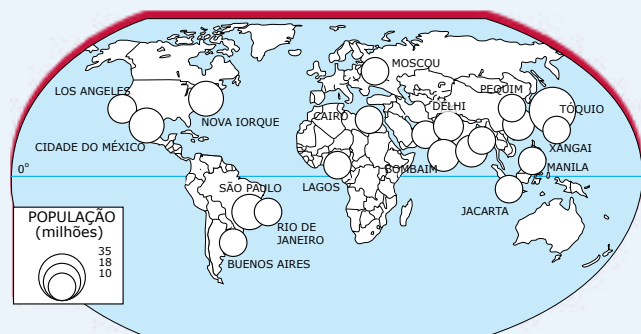 MOSCOU
LOS ANGELES
PEQUIM
DELHI
TÓQUIO
NOVA IORQUE
CAIRO
CIDADE DO MÉXICO
XANGAI
0°
BOMBAIM
MANILA
SÃO PAULO
LAGOS
JACARTA
RIO DE
JANEIRO
BUENOS AIRES
POPULAÇÃO
(milhões)
35
18
10